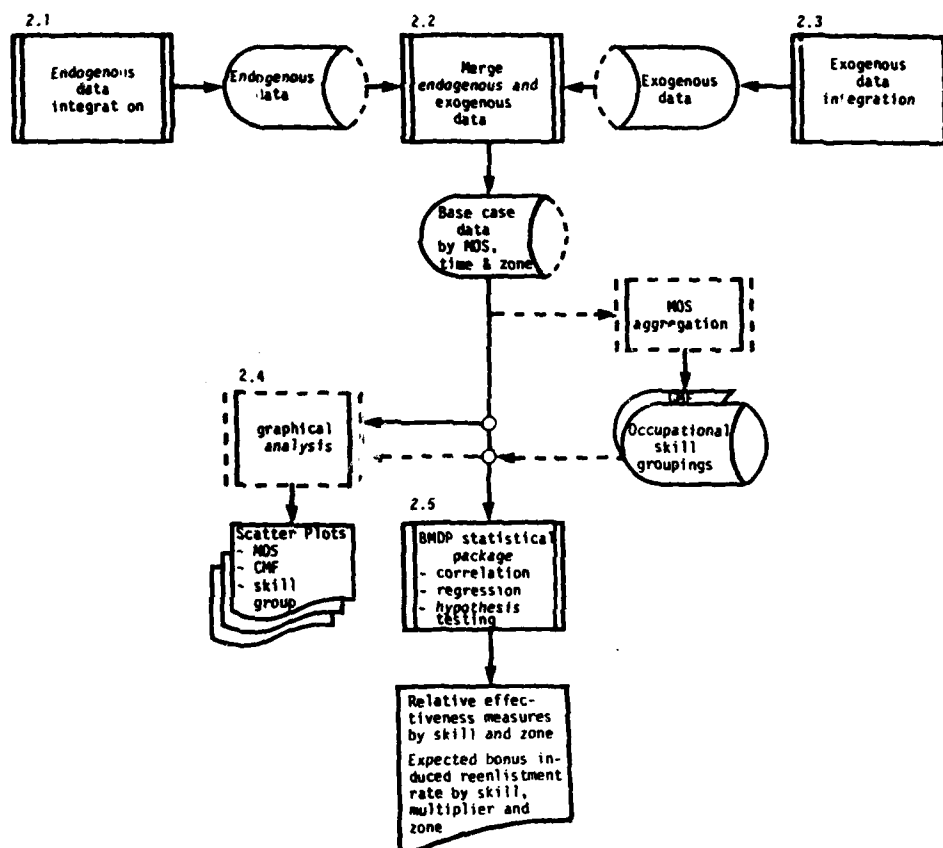 2.1
2.2
2.3
Endogenous
data
integration
Endogenous
data
Merge
endogenous and
exogenous
data
Exogenous
data
Exogenous
data
integration
Base case
data
by MOS,
time & zone
MOS
aggregation
CMF
Occupational
skill
groupings
2.4
graphical
analysis
Scatter Plots
- MOS
- CMF
- skill
group
2.5
BMDP statistical
package
- correlation
- regression
- hypothesis
testing
Relative effec-
tiveness measures
by skill and zone
Expected bonus in-
duced reenlistment
rate by skill,
multiplier and
zone